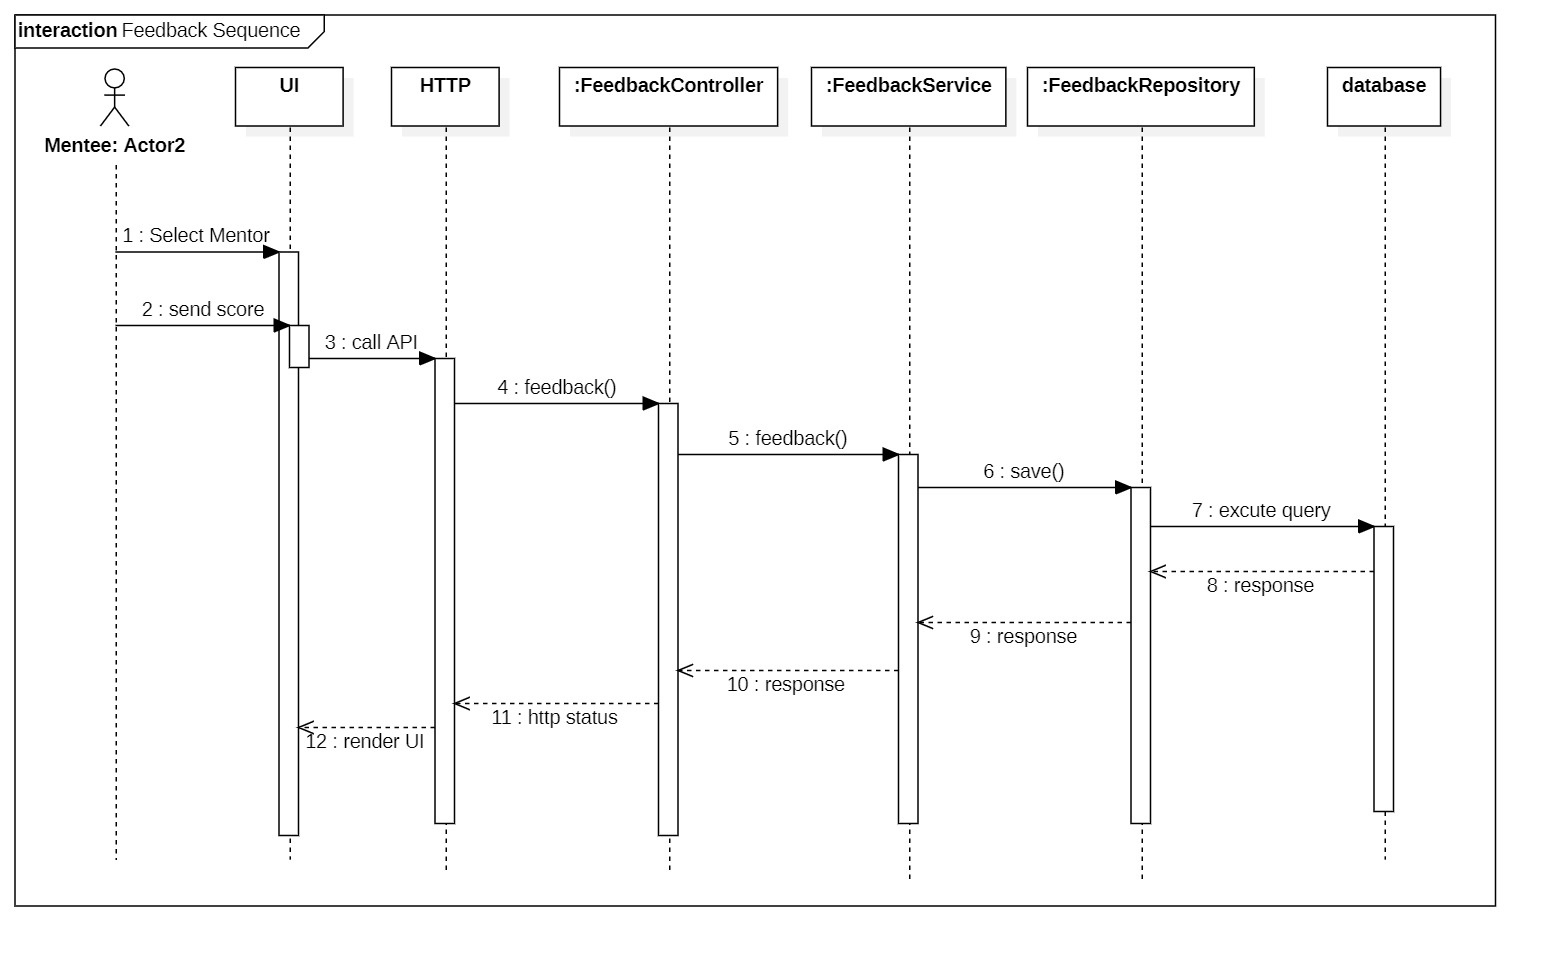 interaction Feedback Sequence
UI
HTTP
:FeedbackController
:FeedbackService
:FeedbackRepository
database
Mentee: Actor2
1 : Select Mentor
2 : send score
3 : call API
4 : feedback()
5 : feedback()
6 : save()
7 : excute query
8 : response
9 : response
10 : response
11 : http status
12 : render UI